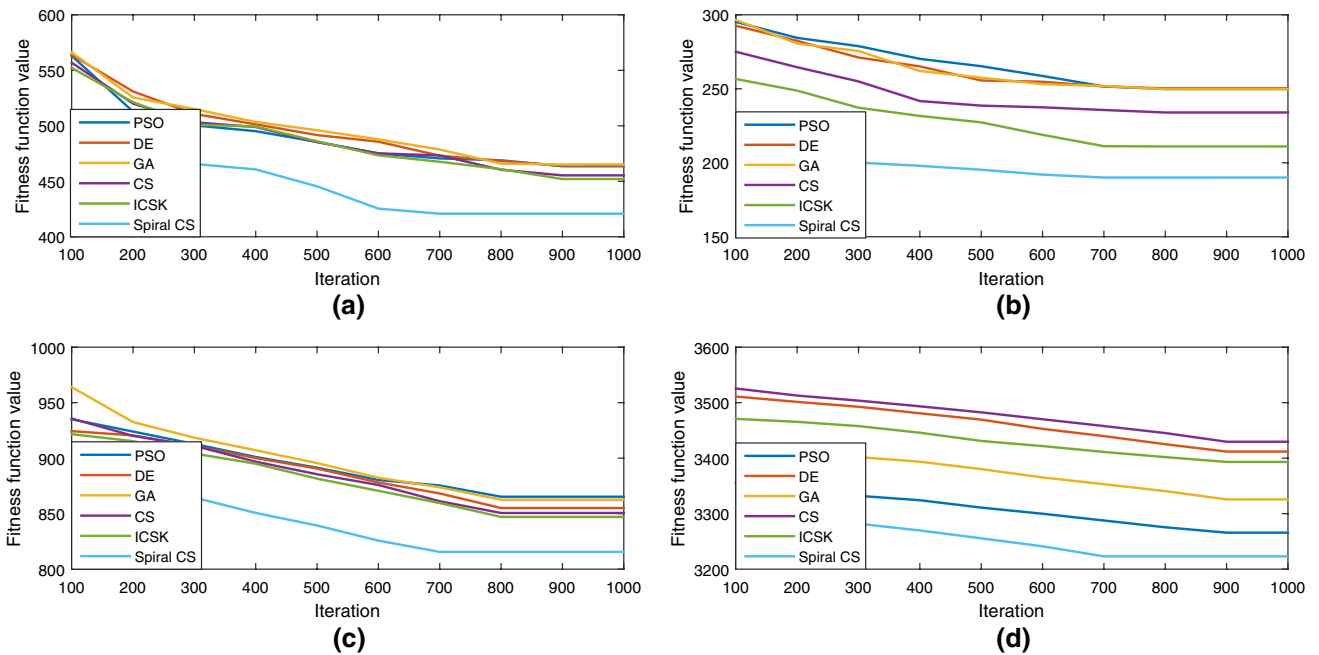 600
550
500
450
400
Fitness function value
PSO
DE
GA
CS
ICSK
Spiral CS
100 200 300 400 500 600 700 800 900 1000
Iteration
(a)
300
250
200
150
Fitness function value
PSO
DE
GA
CS
ICSK
Spiral CS
100 200 300 400 500 600 700 800 900 1000
Iteration
(b)
1000
950
900
850
800
Fitness function value
PSO
DE
GA
CS
ICSK
Spiral CS
100 200 300 400 500 600 700 800 900 1000
Iteration
(c)
3600
3500
3400
3300
3200
Fitness function value
PSO
DE
GA
CS
ICSK
Spiral CS
100 200 300 400 500 600 700 800 900 1000
Iteration
(d)